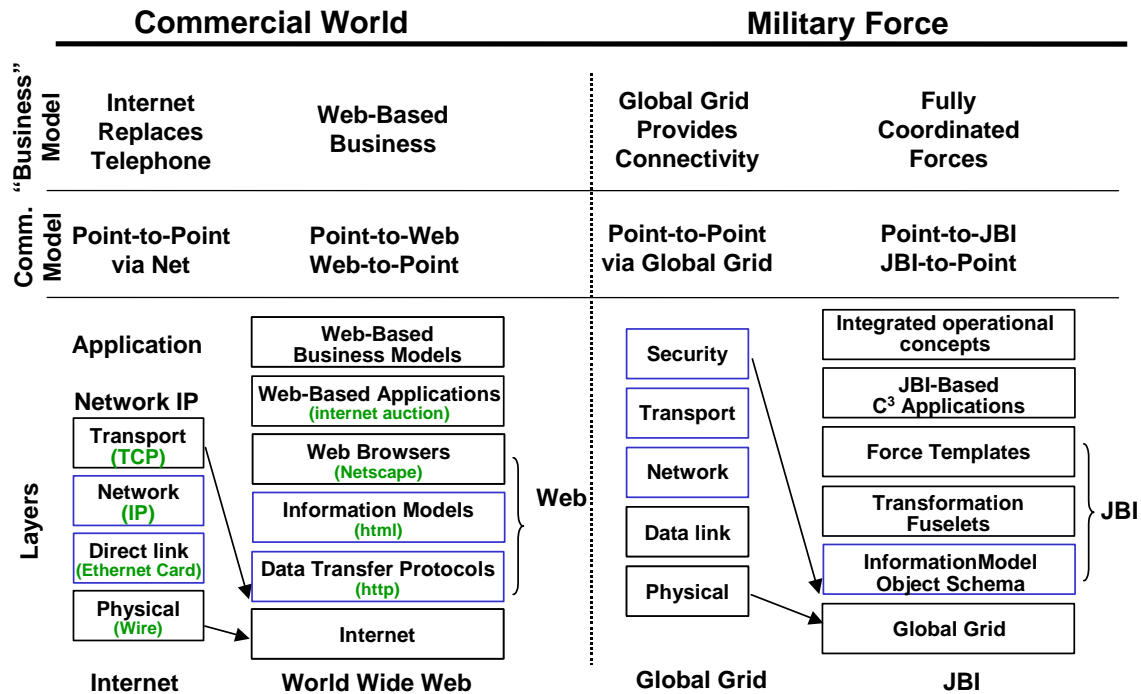 Commercial World
Military Force
“Business”
Model
Internet
Replaces
Telephone
Web-Based
Business
Global Grid
Provides
Connectivity
Fully
Coordinated
Forces
Comm.
Model
Point-to-Point
via Net
Point-to-Web
Web-to-Point
Point-to-Point
via Global Grid
Point-to-JBI
JBI-to-Point
Layers
Application
Network IP
Transport
(TCP)
Network
(IP)
Direct link
(Ethernet Card)
Physical
(Wire)
Internet
Web-Based
Business Models
Web-Based Applications
(internet auction)
Web Browsers
(Netscape)
Information Models
(html)
Data Transfer Protocols
(http)
Internet
World Wide Web
Web
Security
Transport
Network
Data link
Physical
Global Grid
Integrated operational
concepts
JBI-Based
C³ Applications
Force Templates
Transformation
Fuselets
InformationModel
Object Schema
Global Grid
JBI
JBI